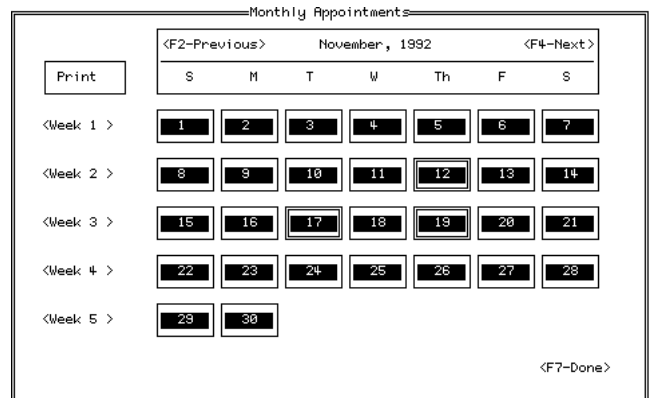 Monthly Appointments
<F2-Previous> November, 1992 <F4-Next>
Print S M T W Th F S
<Week 1 > 1 2 3 4 5 6 7
<Week 2 > 8 9 10 11 12 13 14
<Week 3 > 15 16 17 18 19 20 21
<Week 4 > 22 23 24 25 26 27 28
<Week 5 > 29 30
<F7-Done>